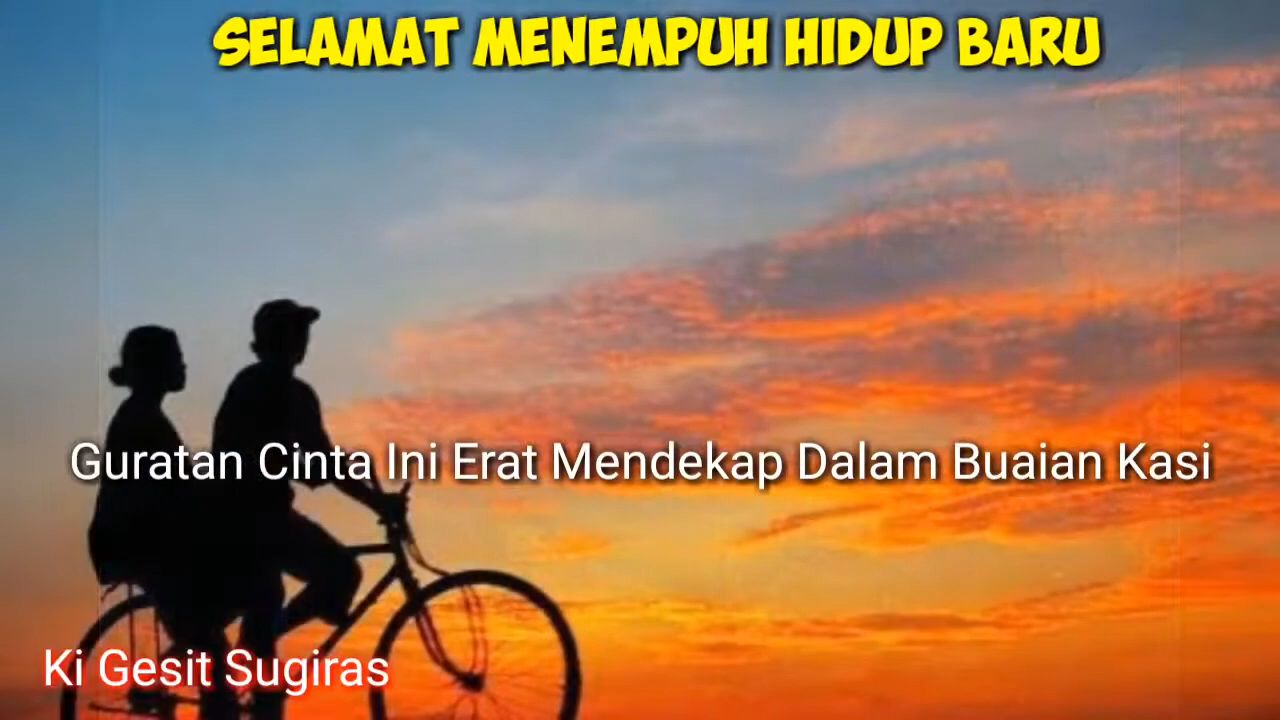 SELAMAT MENEMPUH HIDUP BARU
Guratan Cinta Ini Erat Mendekap Dalam Buaian Kasi
Ki Gesit Sugiras